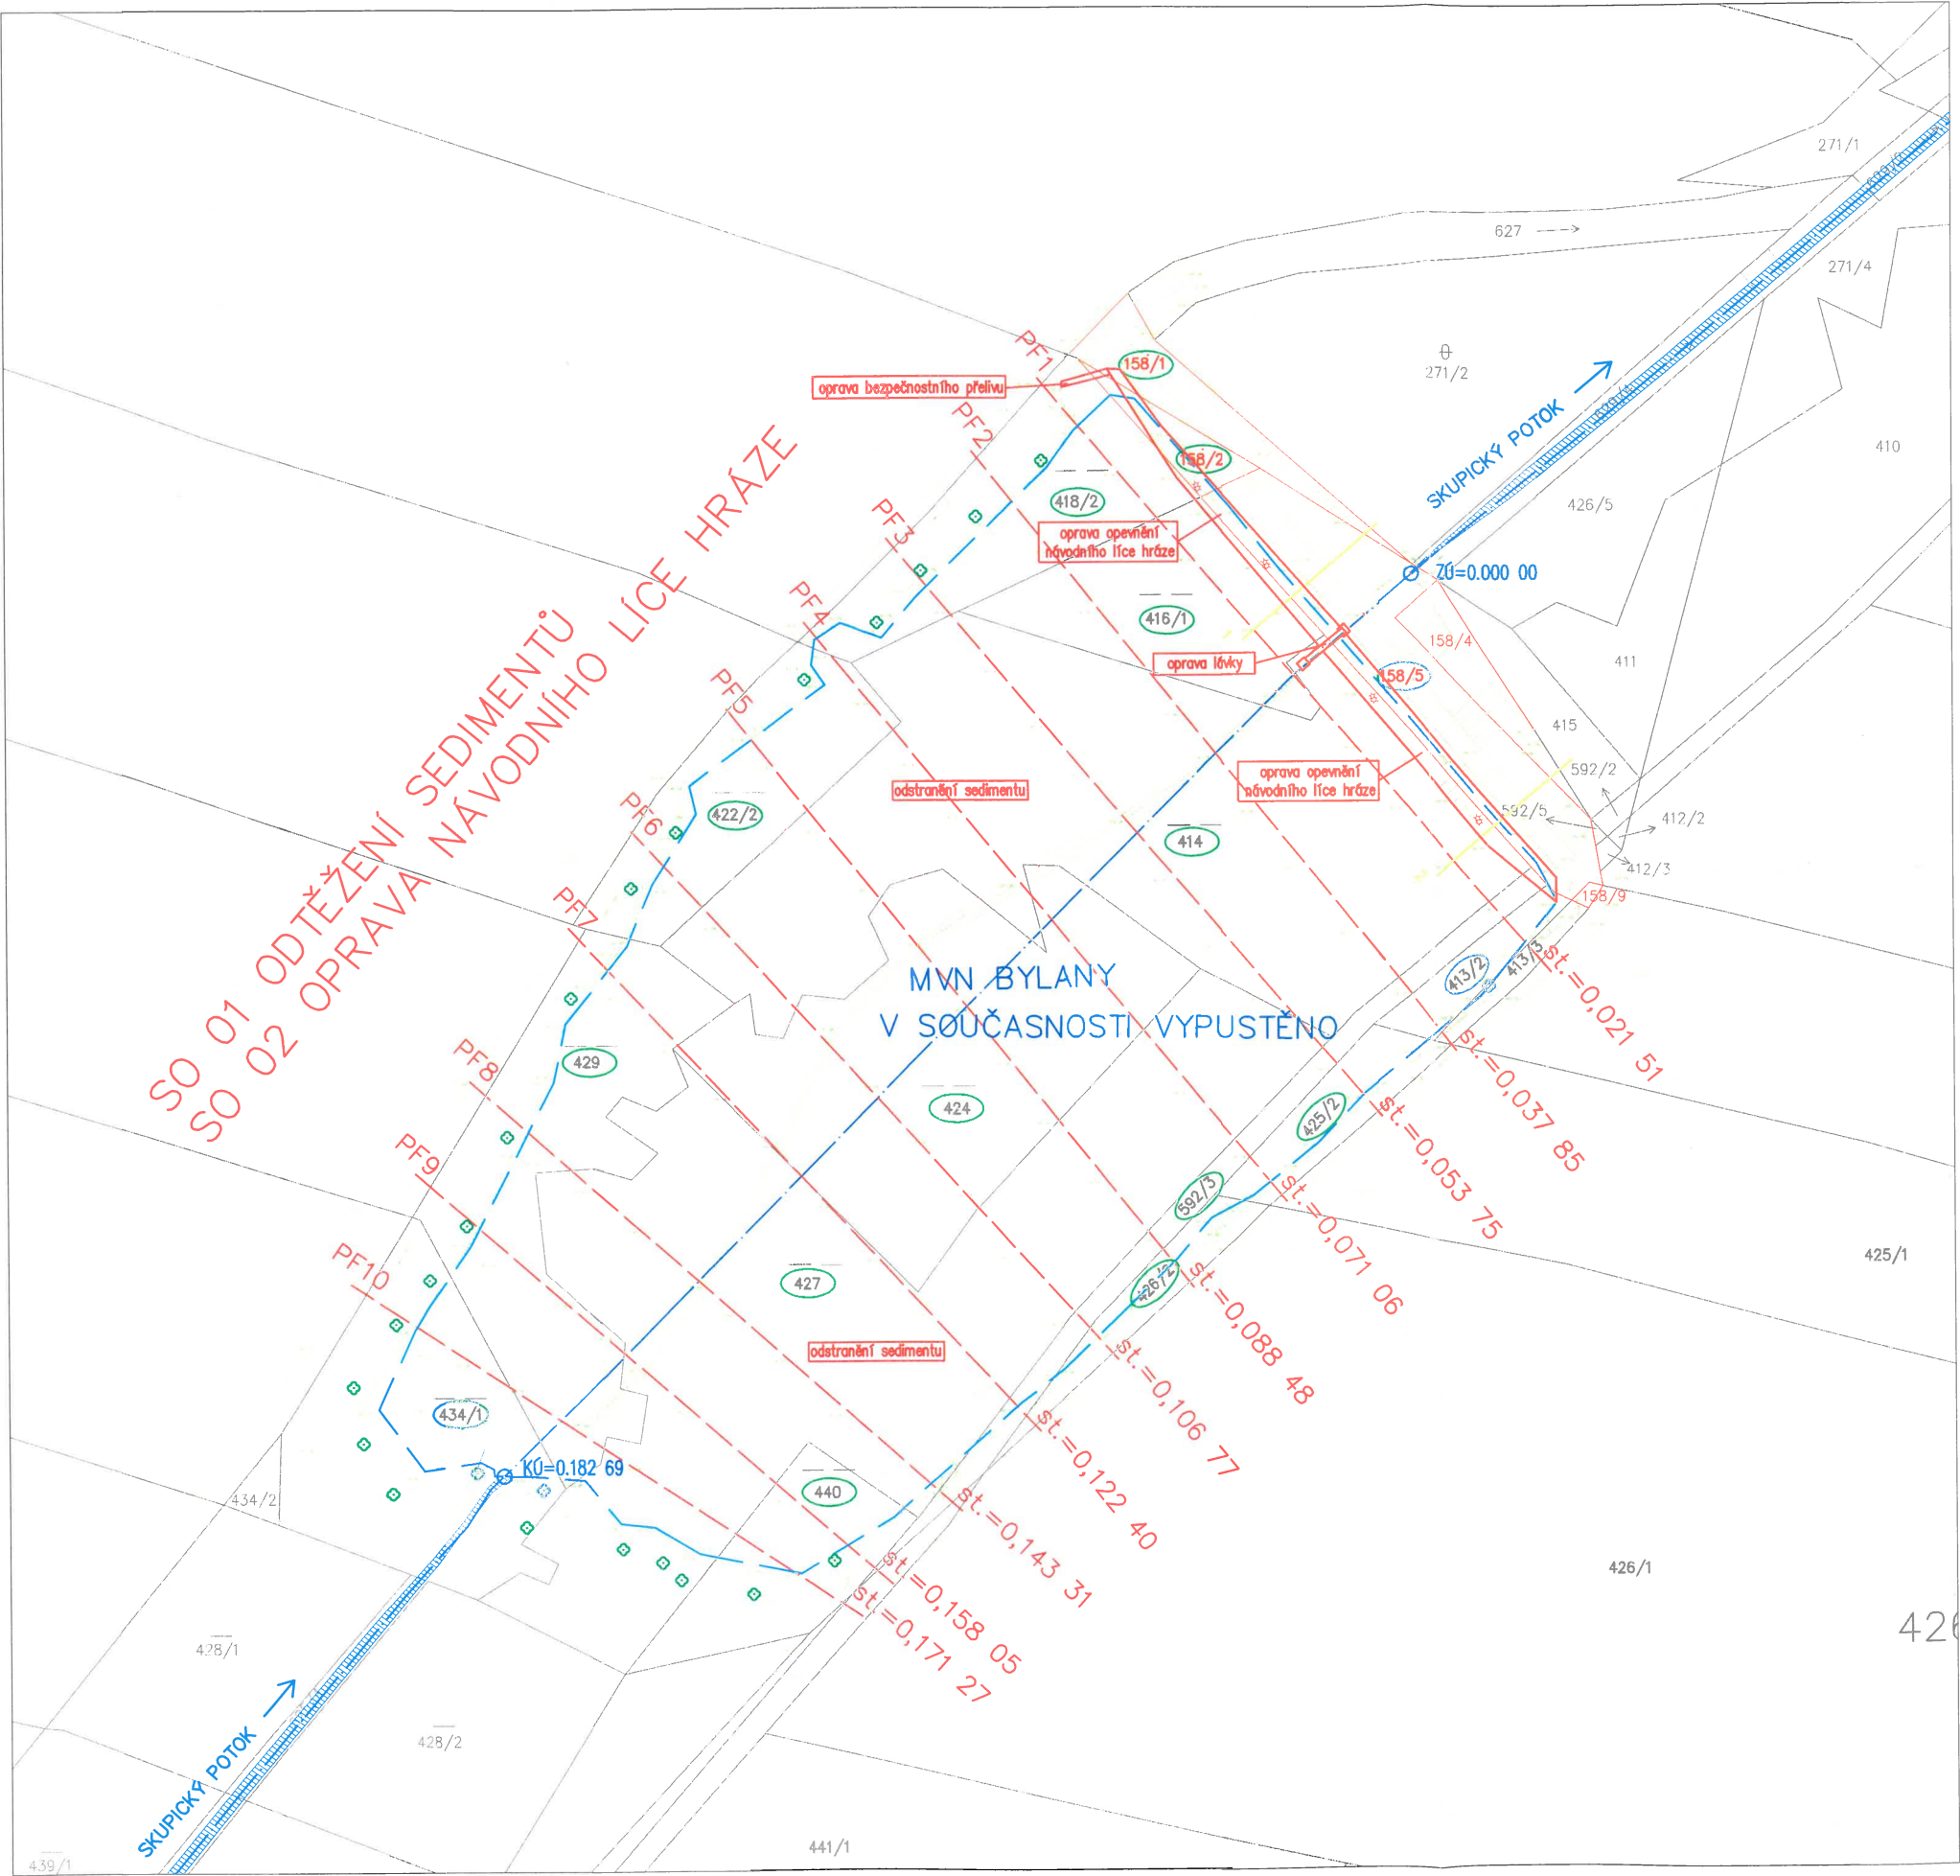 271/1
627
271/4
271/2
410
426/5
SKUPICKÝ POTOK
ZÚ=0.000 00
411
415
592/2
592/5
412/2
412/3
158/1
158/2
158/4
158/5
158/9
PF1
PF2
PF3
PF4
PF5
PF6
PF7
PF8
PF9
PF10
oprava bezpečnostního přelivu
418/2
oprava opevnění
návodního líce hráze
416/1
oprava lávky
oprava opevnění
návodního líce hráze
odstranění sedimentu
422/2
414
SO 01 ODTĚŽENÍ SEDIMENTŮ
SO 02 OPRAVA NÁVODNÍHO LÍCE HRÁZE
MVN BYLANY
V SOUČASNOSTI VYPUŠTĚNO
413/2
413/3
429
424
425/2
592/3
426/2
425/1
427
odstranění sedimentu
434/1
KÚ=0.182 69
434/2
440
st.=0,021 51
st.=0,037 85
st.=0,053 75
st.=0,071 06
st.=0,088 48
st.=0,106 77
st.=0,122 40
st.=0,143 31
st.=0,158 05
st.=0,171 27
426/1
426
428/1
428/2
SKUPICKÝ POTOK
439/1
441/1